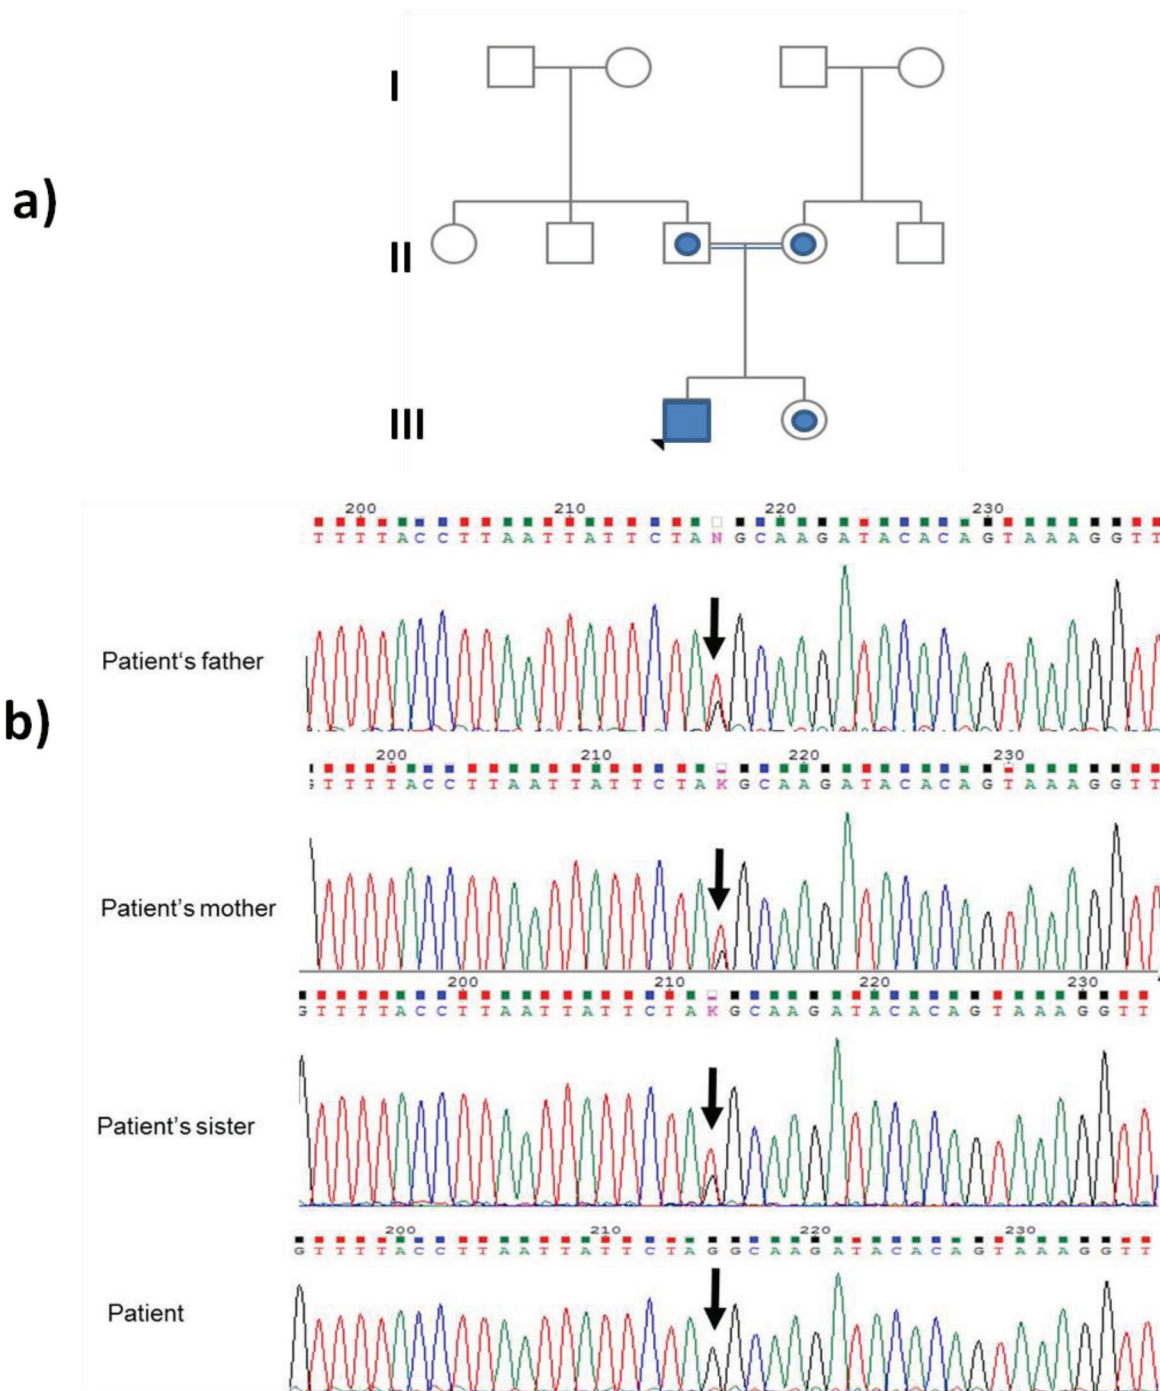 I
a)
II
III
200 210 220 230
TTTTACCTTAATTATTCTANGCAAGATACACAGTAAAGGTT
Patient's father
b)
200 210 220 230
GTTTTACCTTAATTATTCTAKGCAAGATACACAGTAAAGGTT
Patient's mother
200 210 220 230
GTTTTACCTTAATTATTCTAKGCAAGATACACAGTAAAGGTT
Patient's sister
200 210 220 230
GTTTTACCTTAATTATTCTAGGCAAGATACACAGTAAAGGTT
Patient